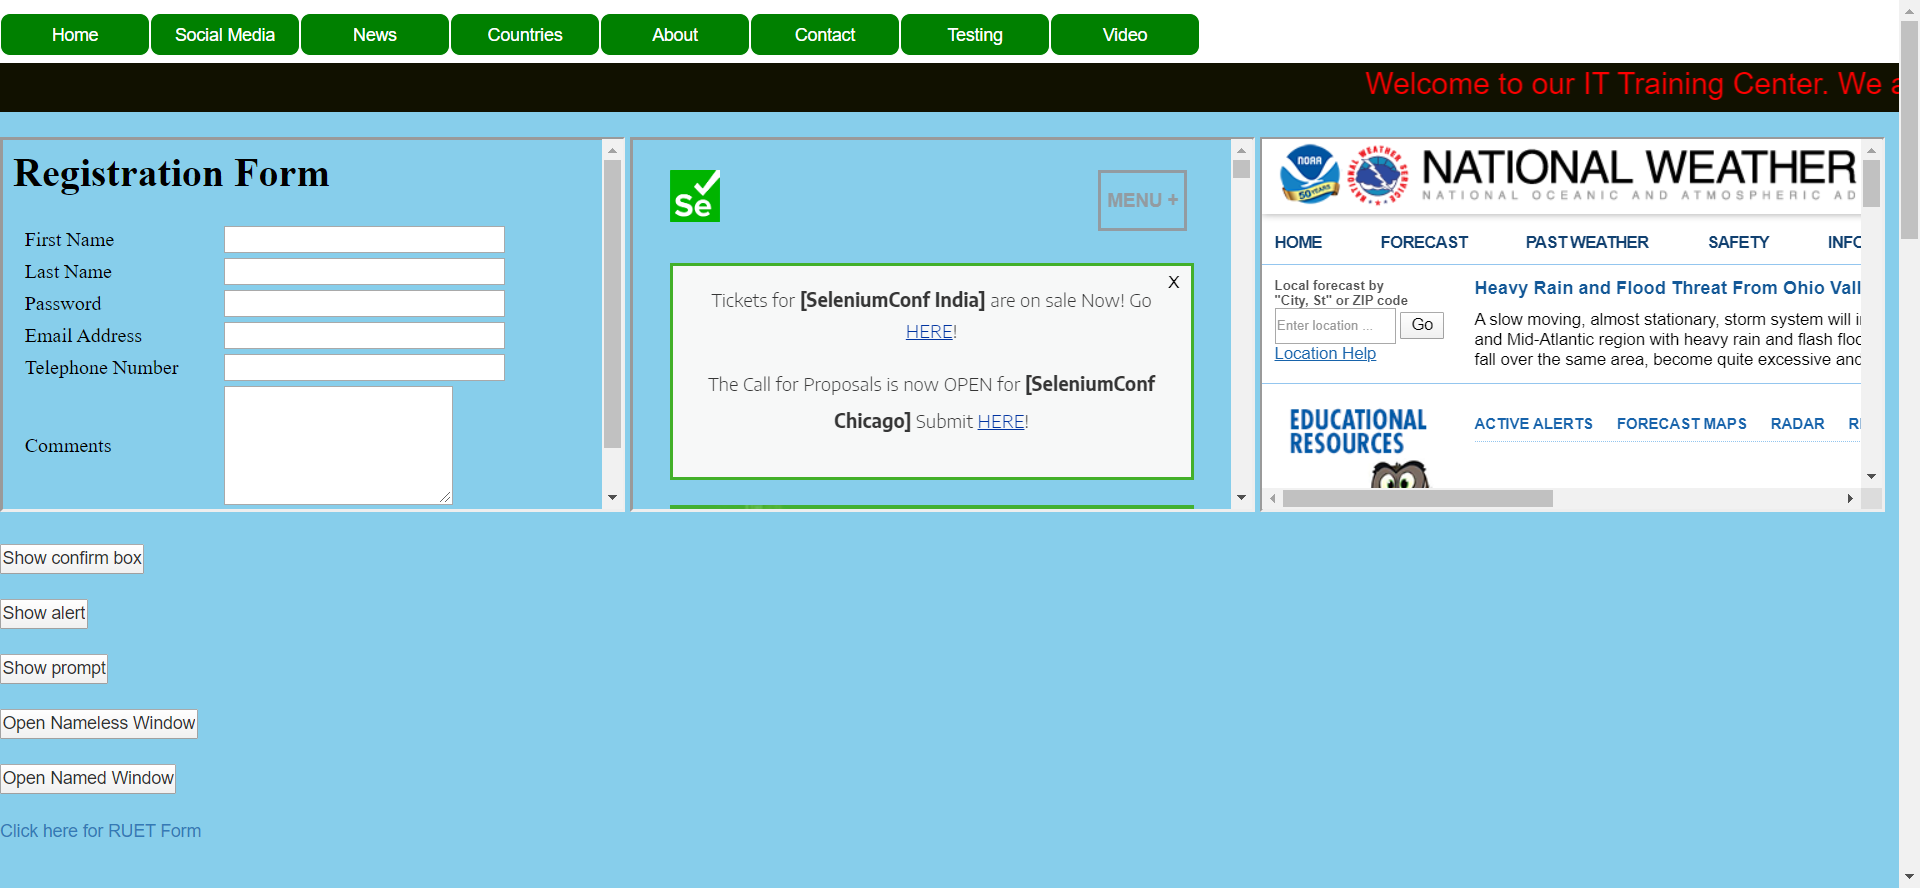 Home Social Media News Countries About Contact Testing Video
Welcome to our IT Training Center. We
Registration Form
First Name
Last Name
Password
Email Address
Telephone Number
Comments
Se
MENU +
X
Tickets for [SeleniumConf India] are on sale Now! Go
HERE!
The Call for Proposals is now OPEN for [SeleniumConf
Chicago] Submit HERE!
NOAA
50 YEARS
NATIONAL WEATHER SERVICE
NATIONAL WEATHER
NATIONAL OCEANIC AND ATMOSPHERIC AD
HOME FORECAST PAST WEATHER SAFETY INFO
Local forecast by
"City, St" or ZIP code
Enter location ...
Go
Location Help
Heavy Rain and Flood Threat From Ohio Vall
A slow moving, almost stationary, storm system will i
and Mid-Atlantic region with heavy rain and flash floo
fall over the same area, become quite excessive and
EDUCATIONAL
RESOURCES
ACTIVE ALERTS FORECAST MAPS RADAR
Show confirm box
Show alert
Show prompt
Open Nameless Window
Open Named Window
Click here for RUET Form